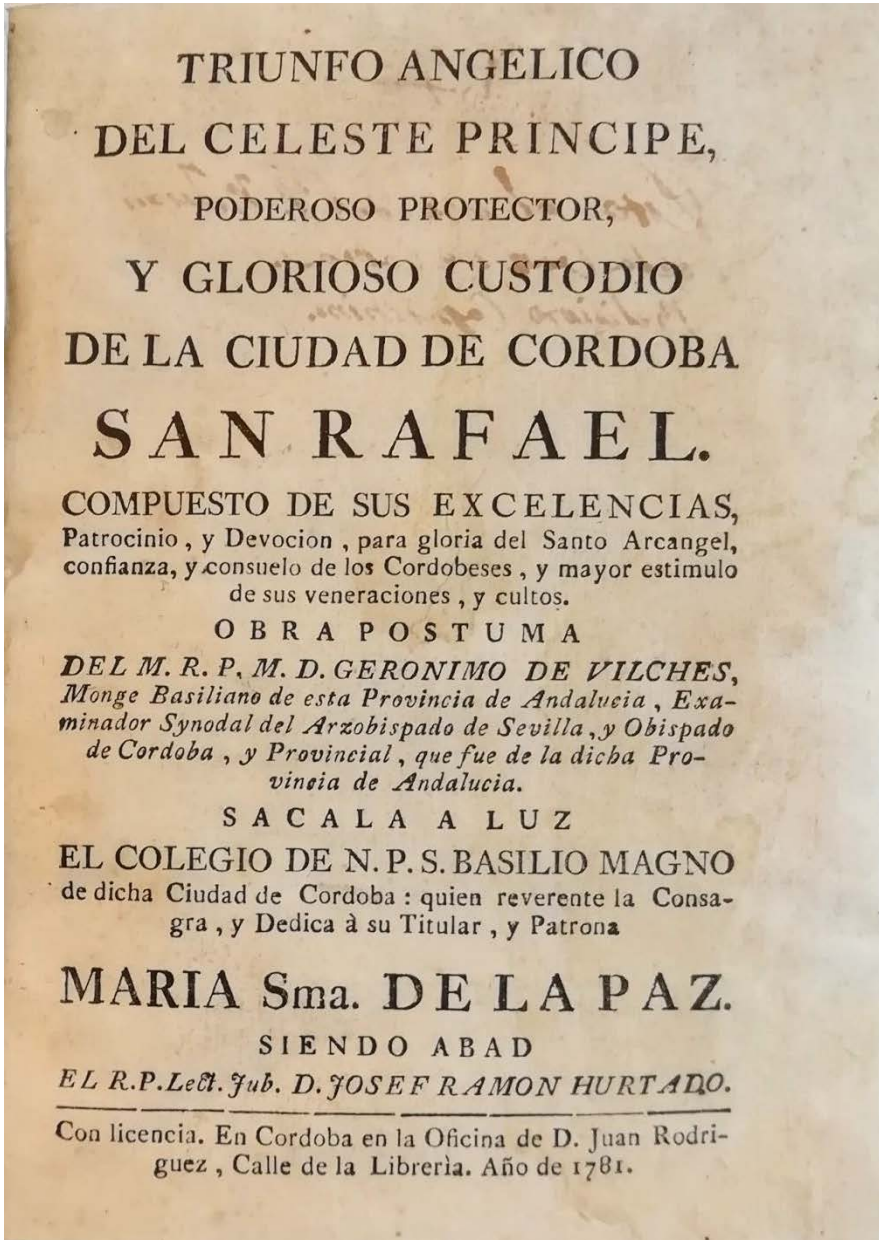 TRIUNFO ANGELICO
DEL CELESTE PRINCIPE,
PODEROSO PROTECTOR,
Y GLORIOSO CUSTODIO
DE LA CIUDAD DE CORDOBA
SAN RAFAEL.
COMPUESTO DE SUS EXCELENCIAS,
Patrocinio, y Devocion, para gloria del Santo Arcangel,
confianza, y consuelo de los Cordobeses, y mayor estimulo
de sus veneraciones, y cultos.
OBRA POSTUMA
DEL M. R. P. M. D. GERONIMO DE VILCHES,
Monge Basiliano de esta Provincia de Andalucia, Exa-
minador Synodal del Arzobispado de Sevilla, y Obispado
de Cordoba, y Provincial, que fue de la dicha Pro-
vincia de Andalucia.
SACALA A LUZ
EL COLEGIO DE N. P. S. BASILIO MAGNO
de dicha Ciudad de Cordoba: quien reverente la Consa-
gra, y Dedica à su Titular, y Patrona
MARIA Sma. DE LA PAZ.
SIENDO ABAD
EL R.P. Lect. Jub. D. JOSEF RAMON HURTADO.
Con licencia. En Cordoba en la Oficina de D. Juan Rodri-
guez, Calle de la Librerìa. Año de 1781.